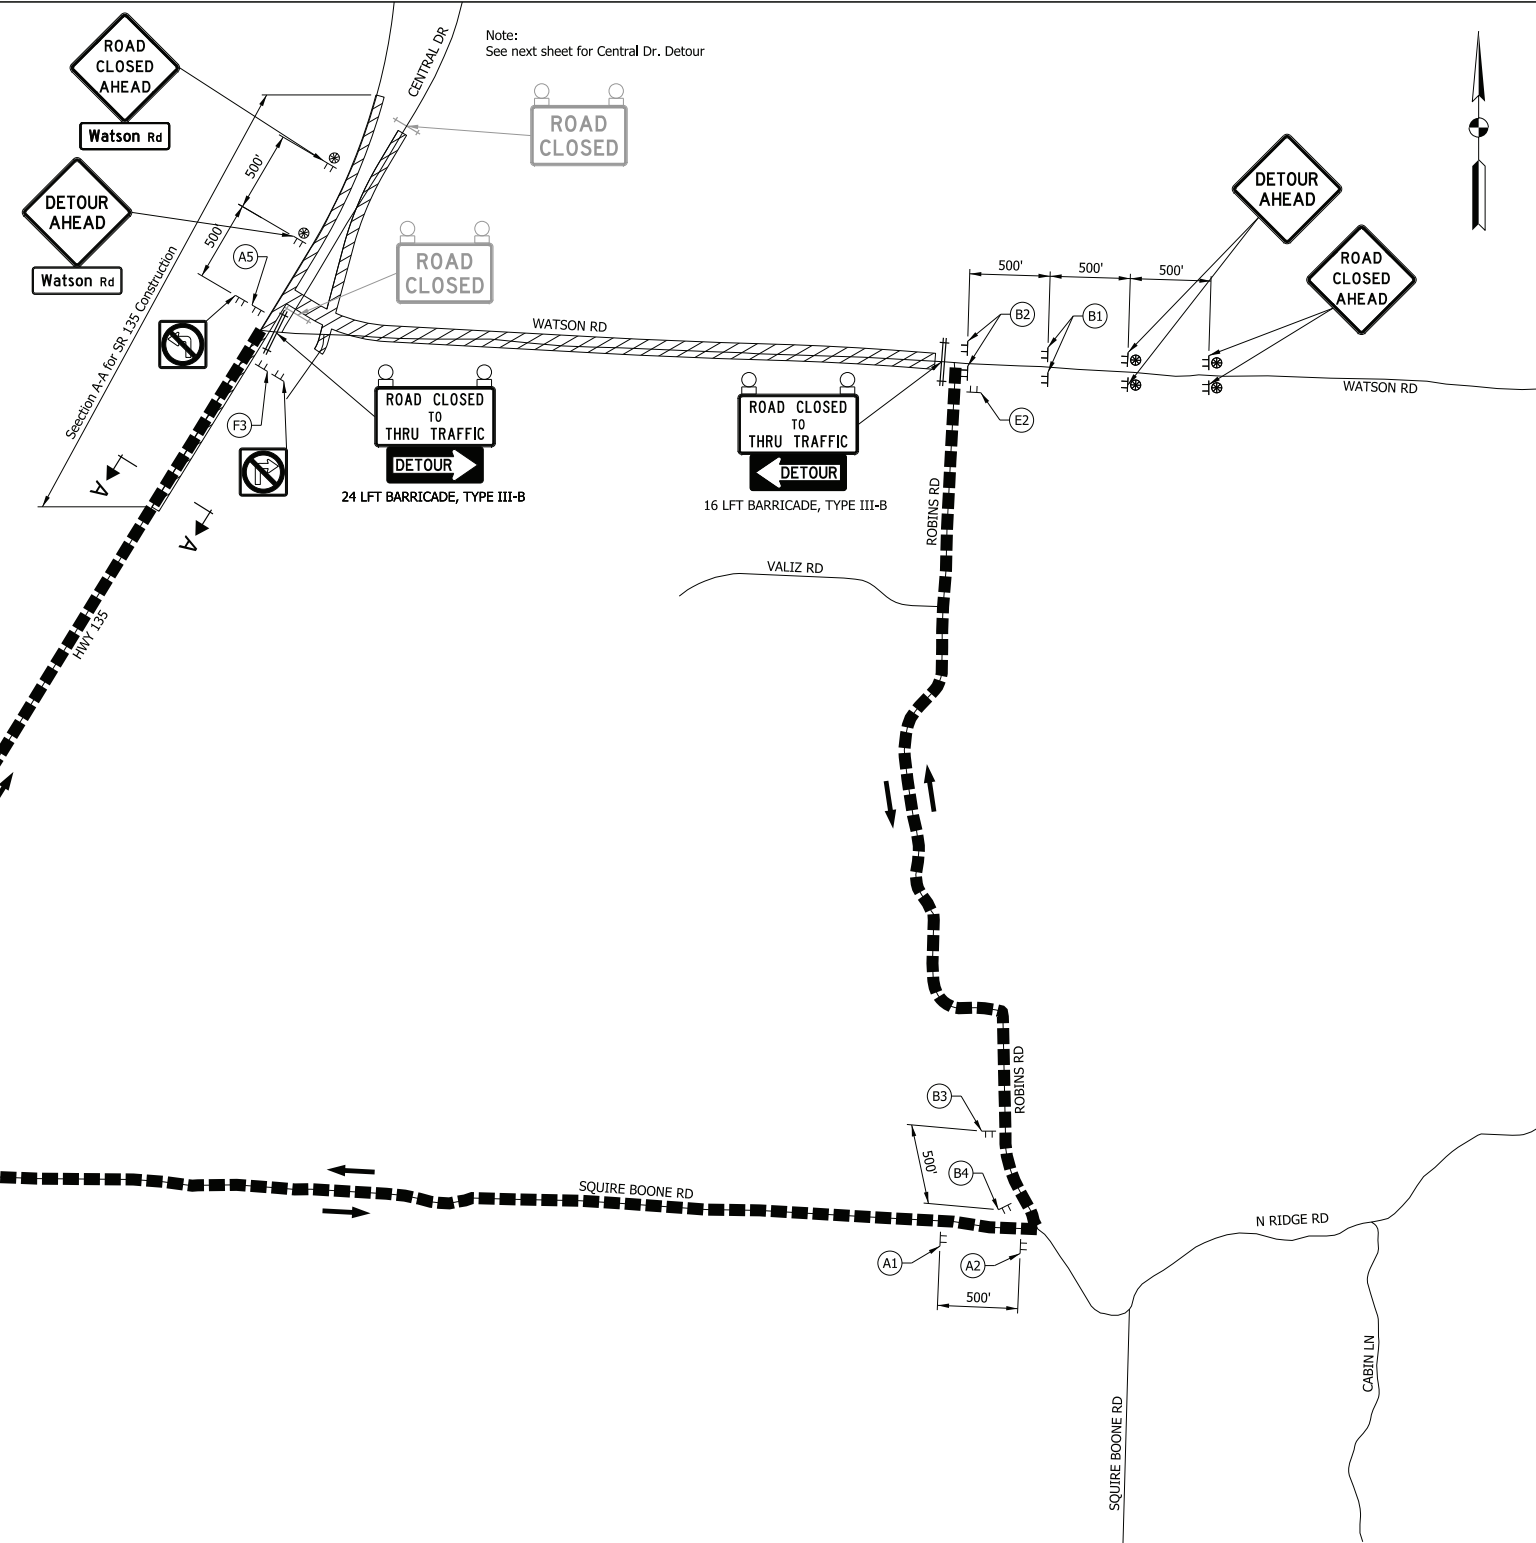 ROAD
CLOSED
AHEAD
Watson Rd
DETOUR
AHEAD
Watson Rd
500'
500'
A5
Seection A-A for SR 135 Construction
CENTRAL DR
Note:
See next sheet for Central Dr. Detour
ROAD
CLOSED
ROAD
CLOSED
WATSON RD
F3
A
A
ROAD CLOSED
TO
THRU TRAFFIC
DETOUR
24 LFT BARRICADE, TYPE III-B
ROAD CLOSED
TO
THRU TRAFFIC
DETOUR
16 LFT BARRICADE, TYPE III-B
500'
500'
500'
B2
B1
E2
DETOUR
AHEAD
ROAD
CLOSED
AHEAD
WATSON RD
ROBINS RD
VALIZ RD
HWY 135
ROBINS RD
B3
500'
B4
SQUIRE BOONE RD
A1
A2
500'
N RIDGE RD
SQUIRE BOONE RD
CABIN LN